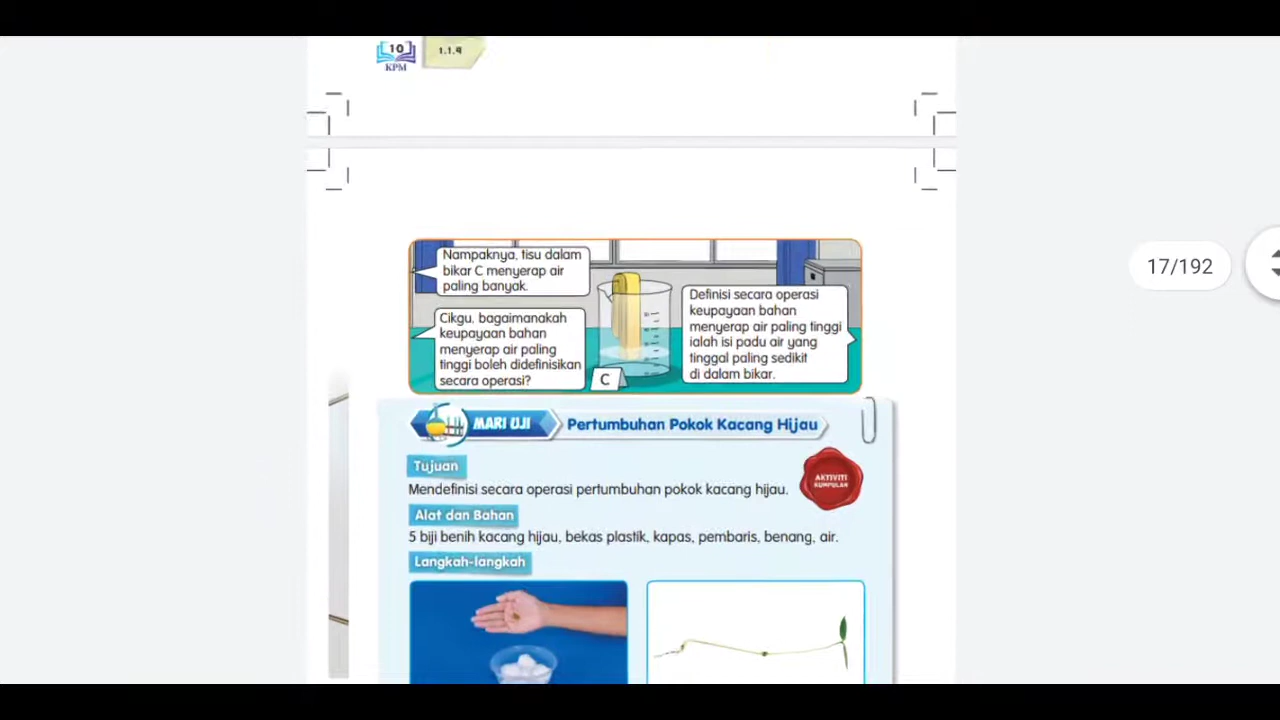 10
KPM
1.1.9
17/192
Nampaknya, tisu dalam
bikar C menyerap air
paling banyak.
Cikgu, bagaimanakah
keupayaan bahan
menyerap air paling
tinggi boleh didefinisikan
secara operasi?
Definisi secara operasi
keupayaan bahan
menyerap air paling tinggi
ialah isi padu air yang
tinggal paling sedikit
di dalam bikar.
C
MARI UJI
Pertumbuhan Pokok Kacang Hijau
Tujuan
AKTIVITI
KUMPULAN
Mendefinisi secara operasi pertumbuhan pokok kacang hijau.
Alat dan Bahan
5 biji benih kacang hijau, bekas plastik, kapas, pembaris, benang, air.
Langkah-langkah